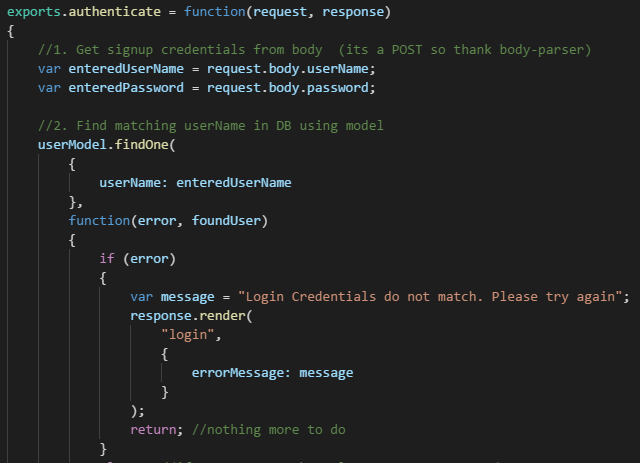 exports.authenticate = function(request, response)
{
//1. Get signup credentials from body  (its a POST so thank body-parser)
var enteredUserName = request.body.userName;
var enteredPassword = request.body.password;
//2. Find matching userName in DB using model
userModel.findOne(
{
userName: enteredUserName
},
function(error, foundUser)
{
if (error)
{
var message = "Login Credentials do not match. Please try again";
response.render(
"login",
{
errorMessage: message
}
);
return; //nothing more to do
}